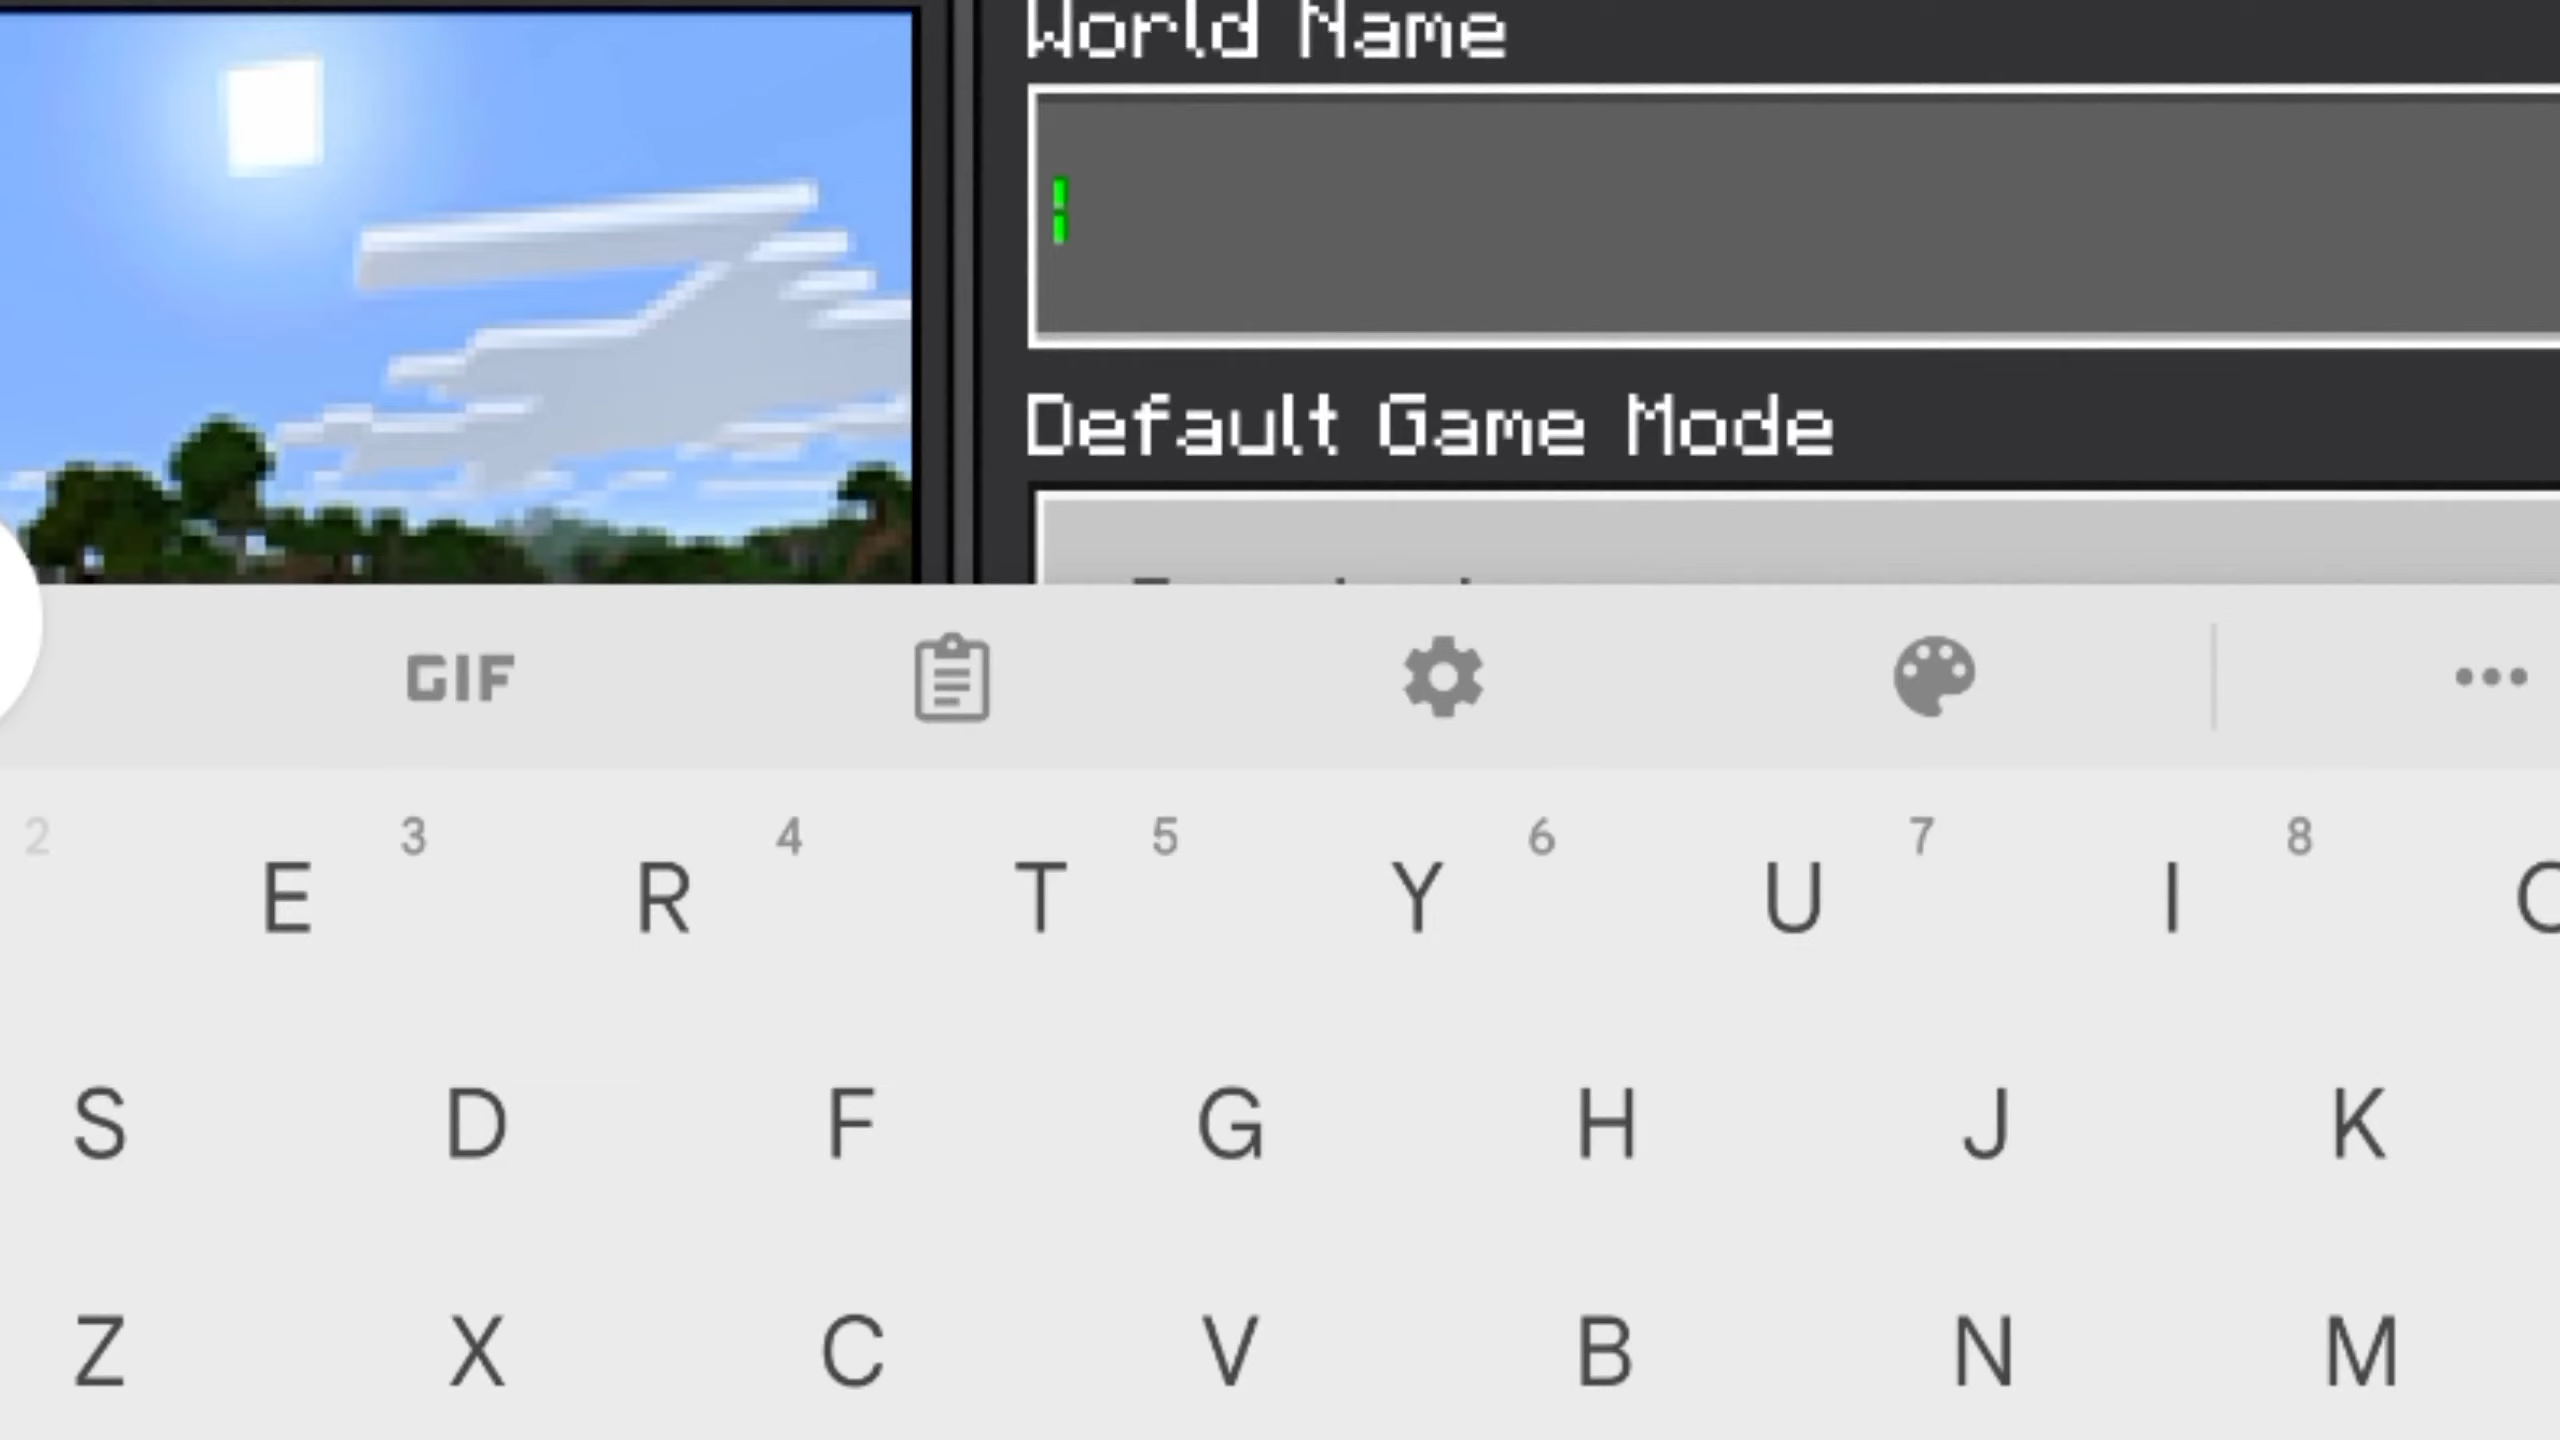 World Name
Default Game Mode
GIF
2 3 4 5 6 7 8
E R T Y U I
S D F G H J K
Z X C V B N M